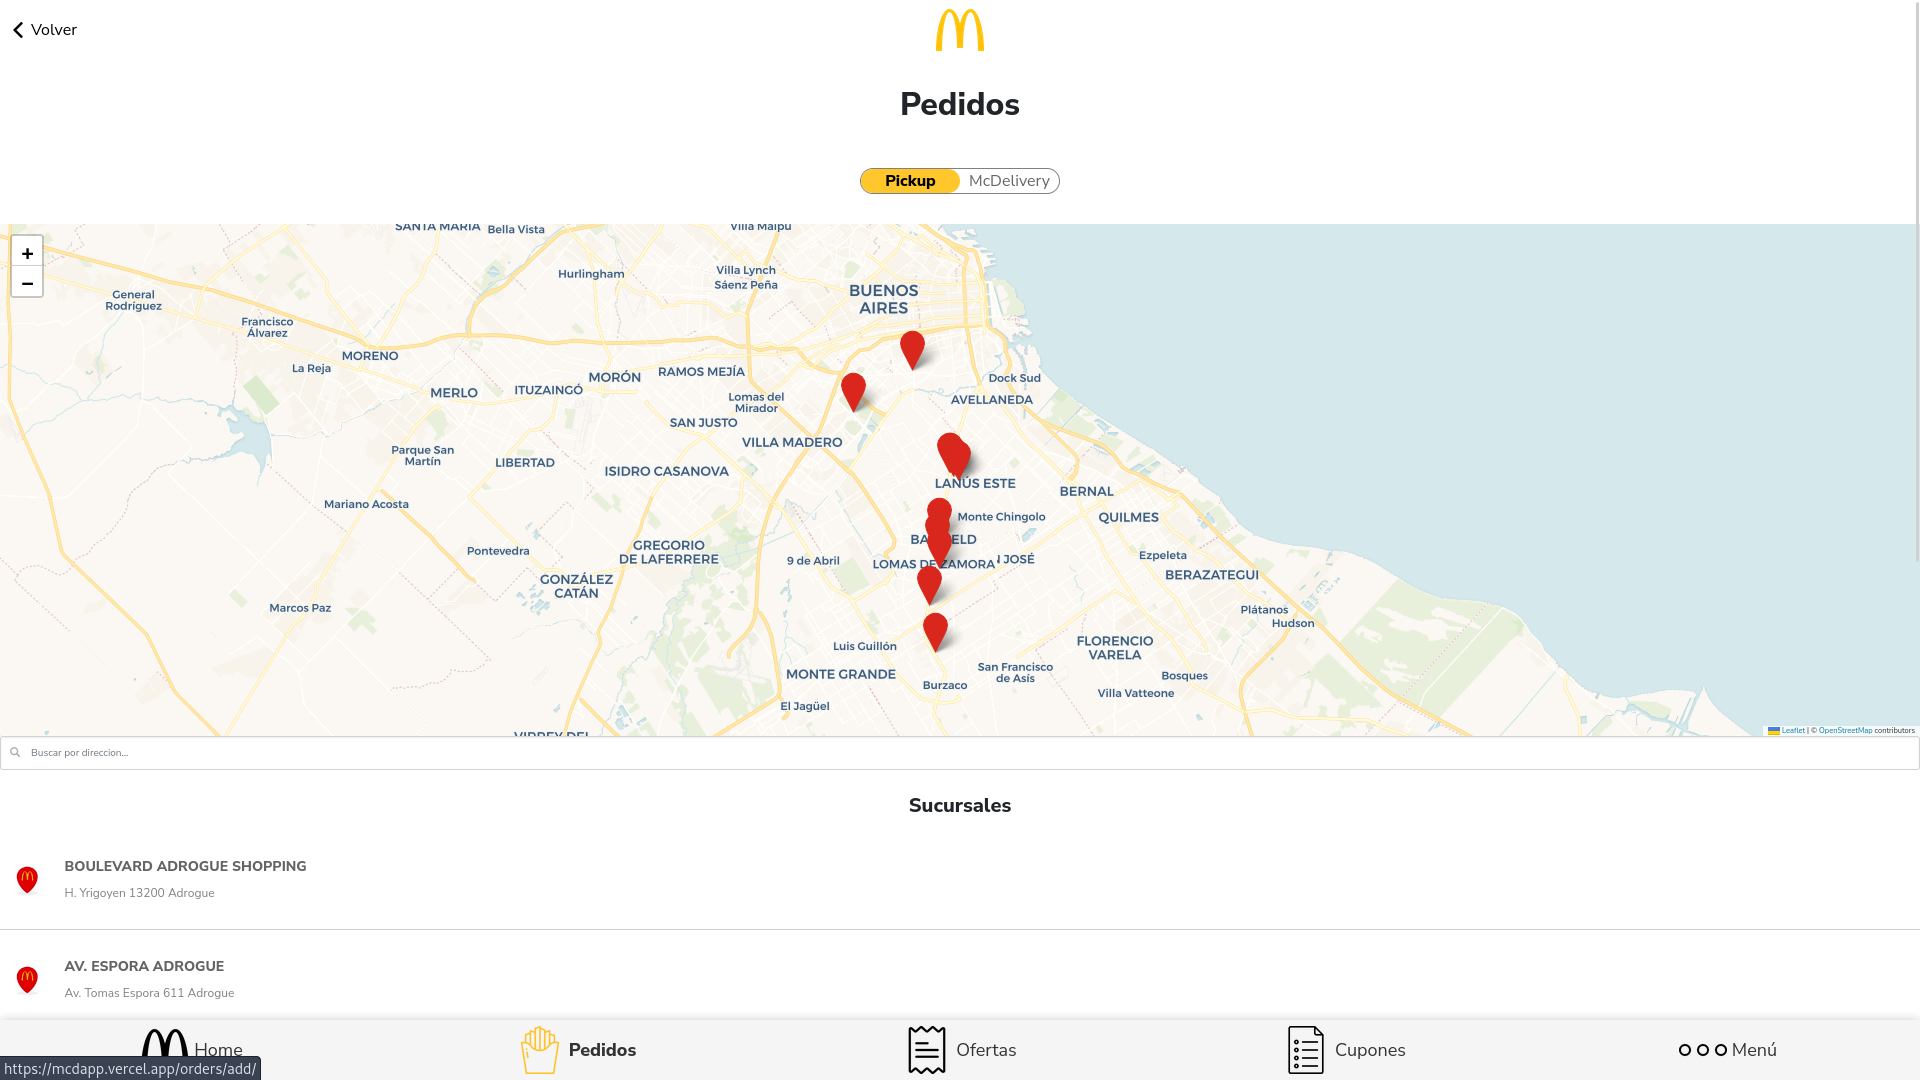 Volver
Pedidos
Pickup
McDelivery
SANTA MARIA
Bella Vista
Villa Maipú
+
−
General
Rodríguez
Hurlingham
Villa Lynch
Sáenz Peña
BUENOS
AIRES
Francisco
Álvarez
MORENO
La Reja
MERLO
ITUZAINGÓ
MORÓN
RAMOS MEJÍA
Lomas del
Mirador
Dock Sud
AVELLANEDA
SAN JUSTO
VILLA MADERO
Parque San
Martín
LIBERTAD
ISIDRO CASANOVA
LANÚS ESTE
BERNAL
Mariano Acosta
Monte Chingolo
QUILMES
Pontevedra
GREGORIO
DE LAFERRERE
9 de Abril
LOMAS DE ZAMORA
JOSÉ
Ezpeleta
BERAZATEGUI
GONZÁLEZ
CATÁN
Marcos Paz
Plátanos
Hudson
Luis Guillón
FLORENCIO
VARELA
MONTE GRANDE
San Francisco
de Asís
Burzaco
Bosques
Villa Vatteone
El Jagüel
VIRREY DEL
Leaflet | © OpenStreetMap contributors
Buscar por direccion...
Sucursales
BOULEVARD ADROGUE SHOPPING
H. Yrigoyen 13200 Adrogue
AV. ESPORA ADROGUE
Av. Tomas Espora 611 Adrogue
Home
Pedidos
Ofertas
Cupones
Menú
https://mcdapp.vercel.app/orders/add/